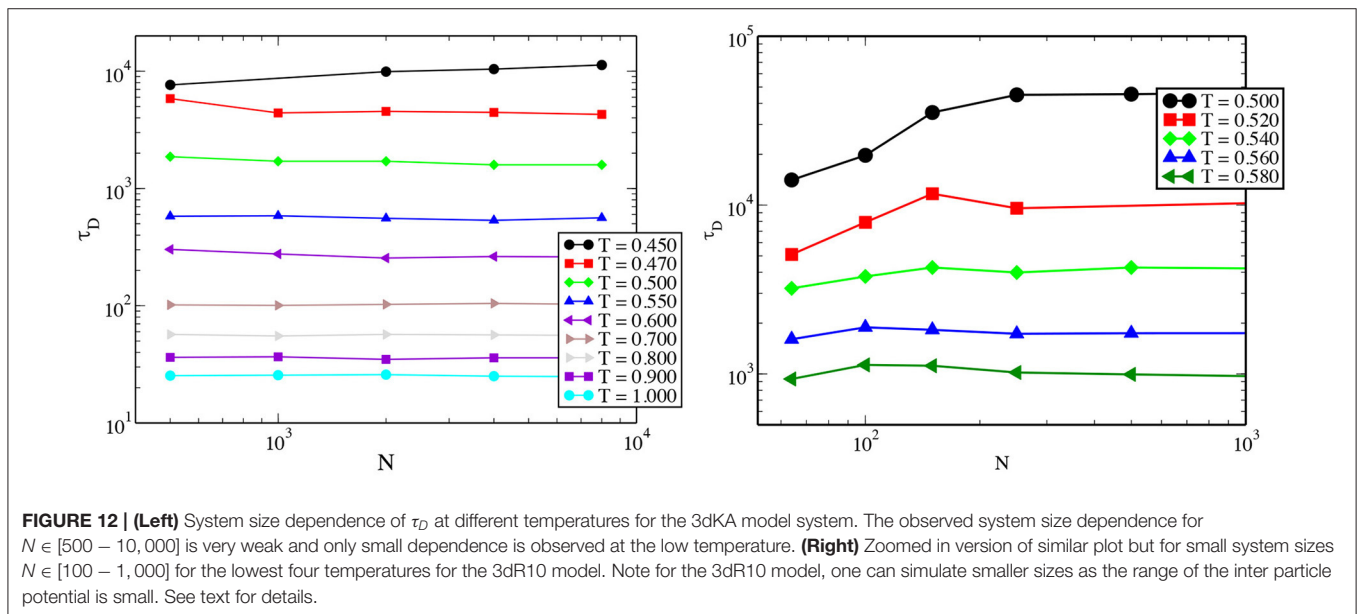 10^4
10^3
10^2
10^1
τ_D
10^3
10^4
N
T = 0.450
T = 0.470
T = 0.500
T = 0.550
T = 0.600
T = 0.700
T = 0.800
T = 0.900
T = 1.000
10^5
10^4
10^3
τ_D
10^2
10^3
N
T = 0.500
T = 0.520
T = 0.540
T = 0.560
T = 0.580
FIGURE 12 | (Left) System size dependence of τ_D at different temperatures for the 3dKA model system. The observed system size dependence for
N ∈ [500 − 10, 000] is very weak and only small dependence is observed at the low temperature. (Right) Zoomed in version of similar plot but for small system sizes
N ∈ [100 − 1, 000] for the lowest four temperatures for the 3dR10 model. Note for the 3dR10 model, one can simulate smaller sizes as the range of the inter particle
potential is small. See text for details.